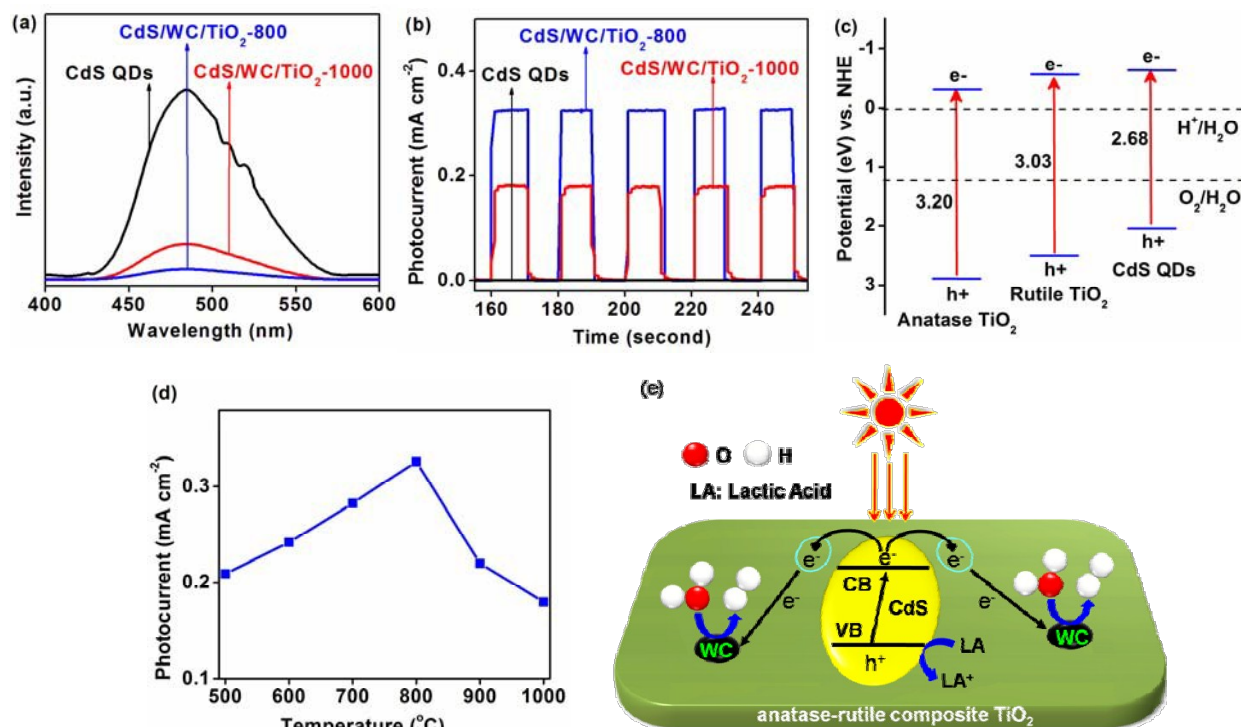 (a)
CdS/WC/TiO2-800
CdS QDs
CdS/WC/TiO2-1000
Intensity (a.u.)
400 450 500 550 600
Wavelength (nm)
(b)
CdS/WC/TiO2-800
CdS QDs
CdS/WC/TiO2-1000
Photocurrent (mA cm-2)
0.4
0.2
0.0
160 180 200 220 240
Time (second)
(c)
Potential (eV) vs. NHE
-1
0
1
2
3
e- e- e-
H+/H2O
2.68
3.03
3.20
O2/H2O
h+ h+ h+
CdS QDs
Rutile TiO2
Anatase TiO2
(d)
Photocurrent (mA cm-2)
0.3
0.2
0.1
500 600 700 800 900 1000
Temperature (oC)
(e)
O H
LA: Lactic Acid
e- e- e-
CB
e- CdS e-
VB
WC WC
h+ LA
LA+
anatase-rutile composite TiO2